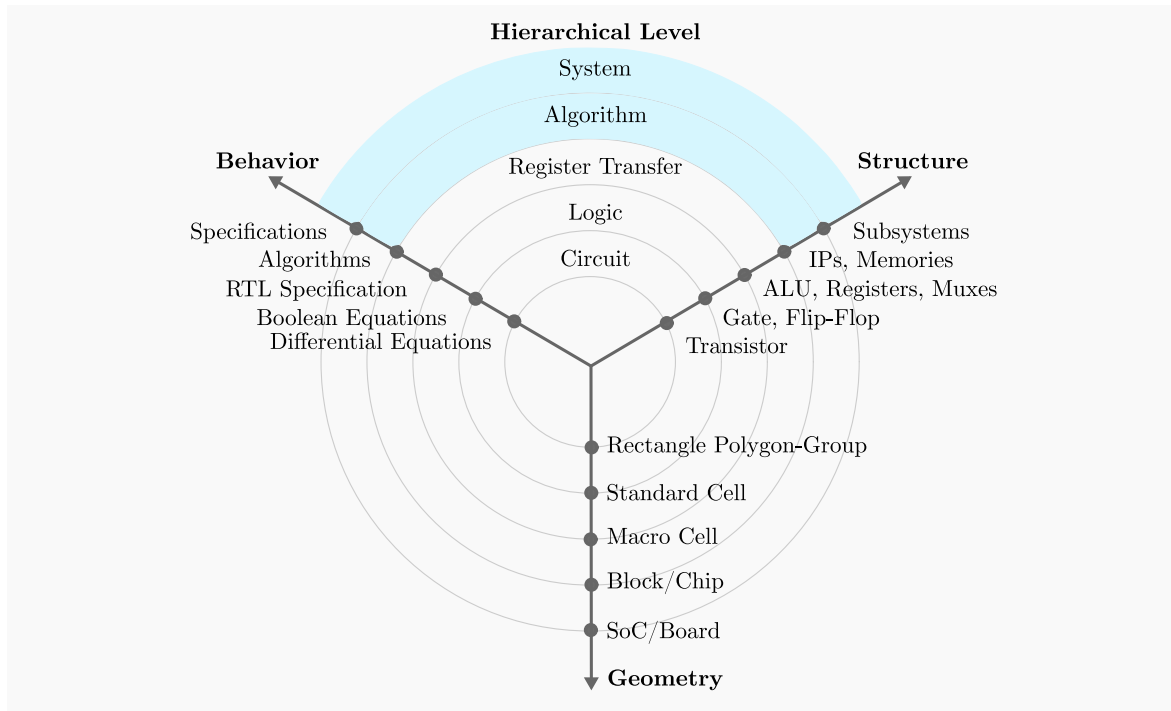 Hierarchical Level
System
Algorithm
Register Transfer
Logic
Circuit
Behavior
Specifications
Algorithms
RTL Specification
Boolean Equations
Differential Equations
Structure
Subsystems
IPs, Memories
ALU, Registers, Muxes
Gate, Flip-Flop
Transistor
Rectangle Polygon-Group
Standard Cell
Macro Cell
Block/Chip
SoC/Board
Geometry